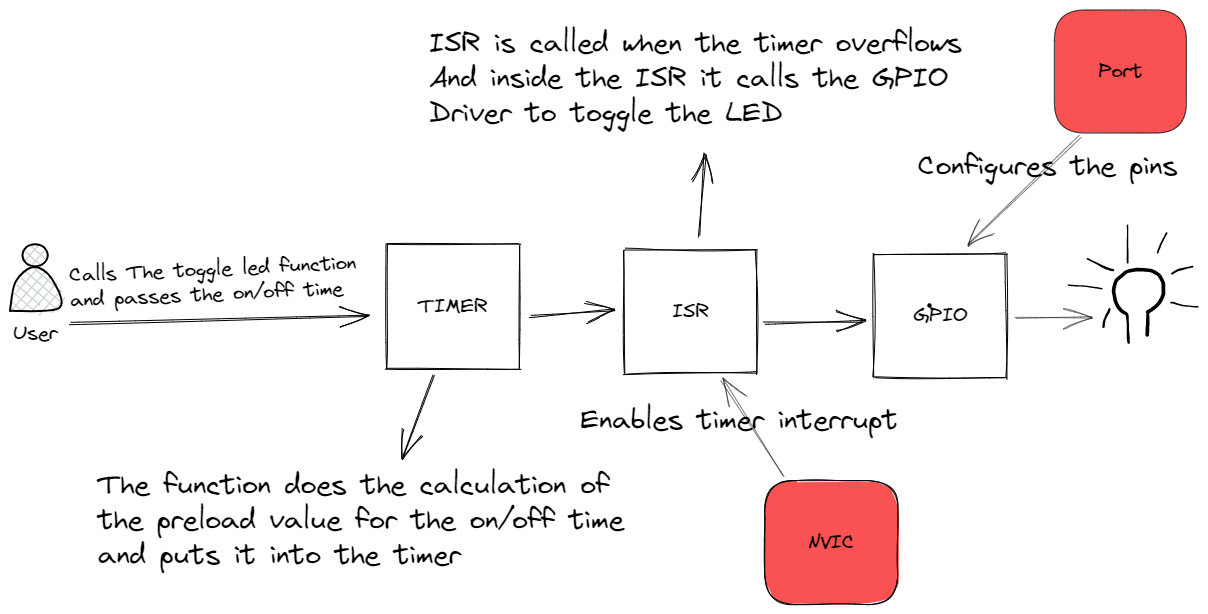 ISR is called when the timer overflows
And inside the ISR it calls the GPIO
Driver to toggle the LED
Port
Configures the pins
Calls The toggle led function
and passes the on/off time
User
TIMER
ISR
GPIO
Enables timer interrupt
The function does the calculation of
the preload value for the on/off time
and puts it into the timer
NVIC